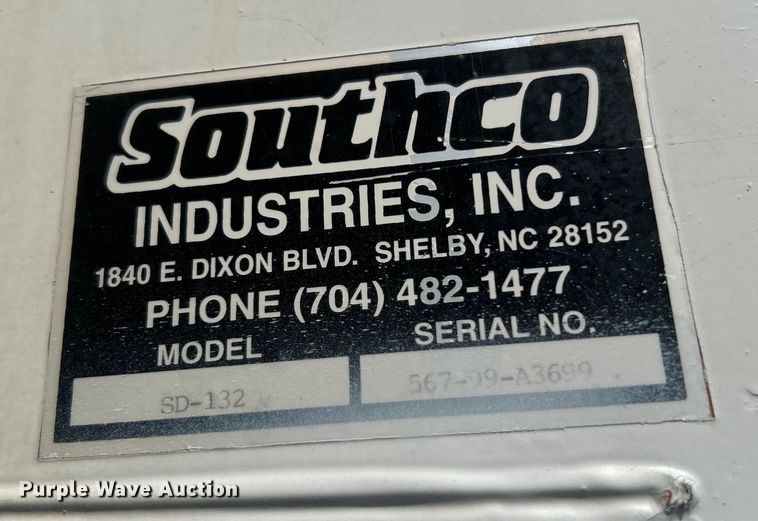 Southco
INDUSTRIES, INC.
1840 E. DIXON BLVD. SHELBY, NC 28152
PHONE (704) 482-1477
MODEL SERIAL NO.
SD-132 567-99-A3699
Purple Wave Auction